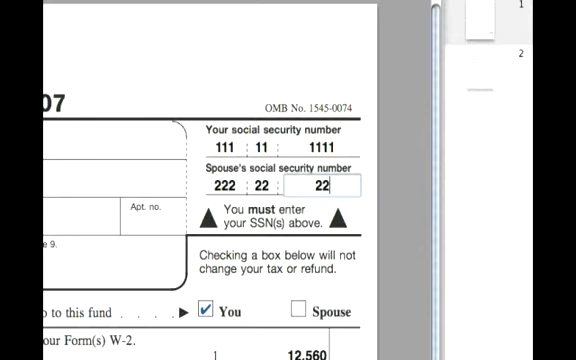 1
2
07
OMB No. 1545-0074
Your social security number
111 11 1111
Spouse's social security number
222 22 22
Apt. no.
You must enter
your SSN(s) above.
e 9.
Checking a box below will not
change your tax or refund.
o to this fund . . . . ▶ ✔ You Spouse
our Form(s) W-2.
1 12,560